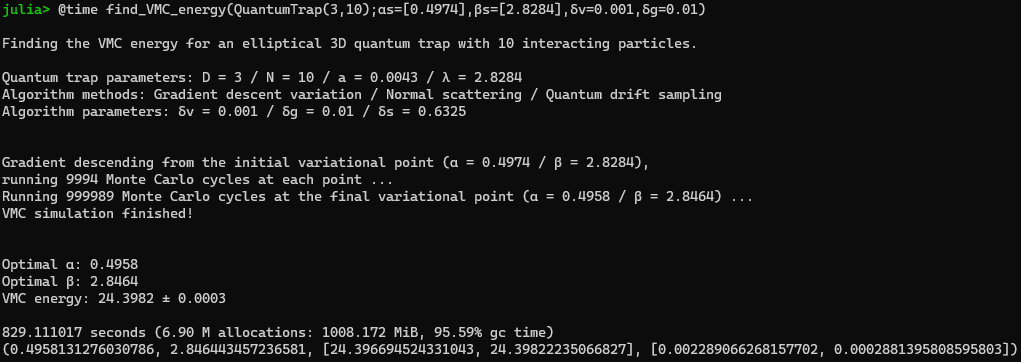 julia> @time find_VMC_energy(QuantumTrap(3,10);αs=[0.4974],βs=[2.8284],δv=0.001,δg=0.01)
Finding the VMC energy for an elliptical 3D quantum trap with 10 interacting particles.
Quantum trap parameters: D = 3 / N = 10 / a = 0.0043 / λ = 2.8284
Algorithm methods: Gradient descent variation / Normal scattering / Quantum drift sampling
Algorithm parameters: δv = 0.001 / δg = 0.01 / δs = 0.6325
Gradient descending from the initial variational point (α = 0.4974 / β = 2.8284),
running 9994 Monte Carlo cycles at each point ...
Running 999989 Monte Carlo cycles at the final variational point (α = 0.4958 / β = 2.8464) ...
VMC simulation finished!
Optimal α: 0.4958
Optimal β: 2.8464
VMC energy: 24.3982 ± 0.0003
829.111017 seconds (6.90 M allocations: 1008.172 MiB, 95.59% gc time)
(0.4958131276030786, 2.846443457236581, [24.396694524331043, 24.39822235066827], [0.002289066268157702, 0.0002881395808595803])